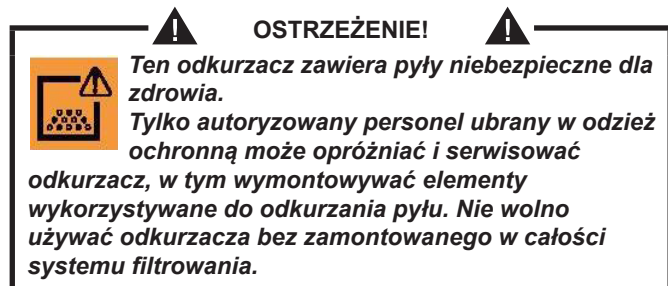 OSTRZEŻENIE!
Ten odkurzacz zawiera pyły niebezpieczne dla
zdrowia.
Tylko autoryzowany personel ubrany w odzież
ochronną może opróżniać i serwisować
odkurzacz, w tym wymontowywać elementy
wykorzystywane do odkurzania pyłu. Nie wolno
używać odkurzacza bez zamontowanego w całości
systemu filtrowania.